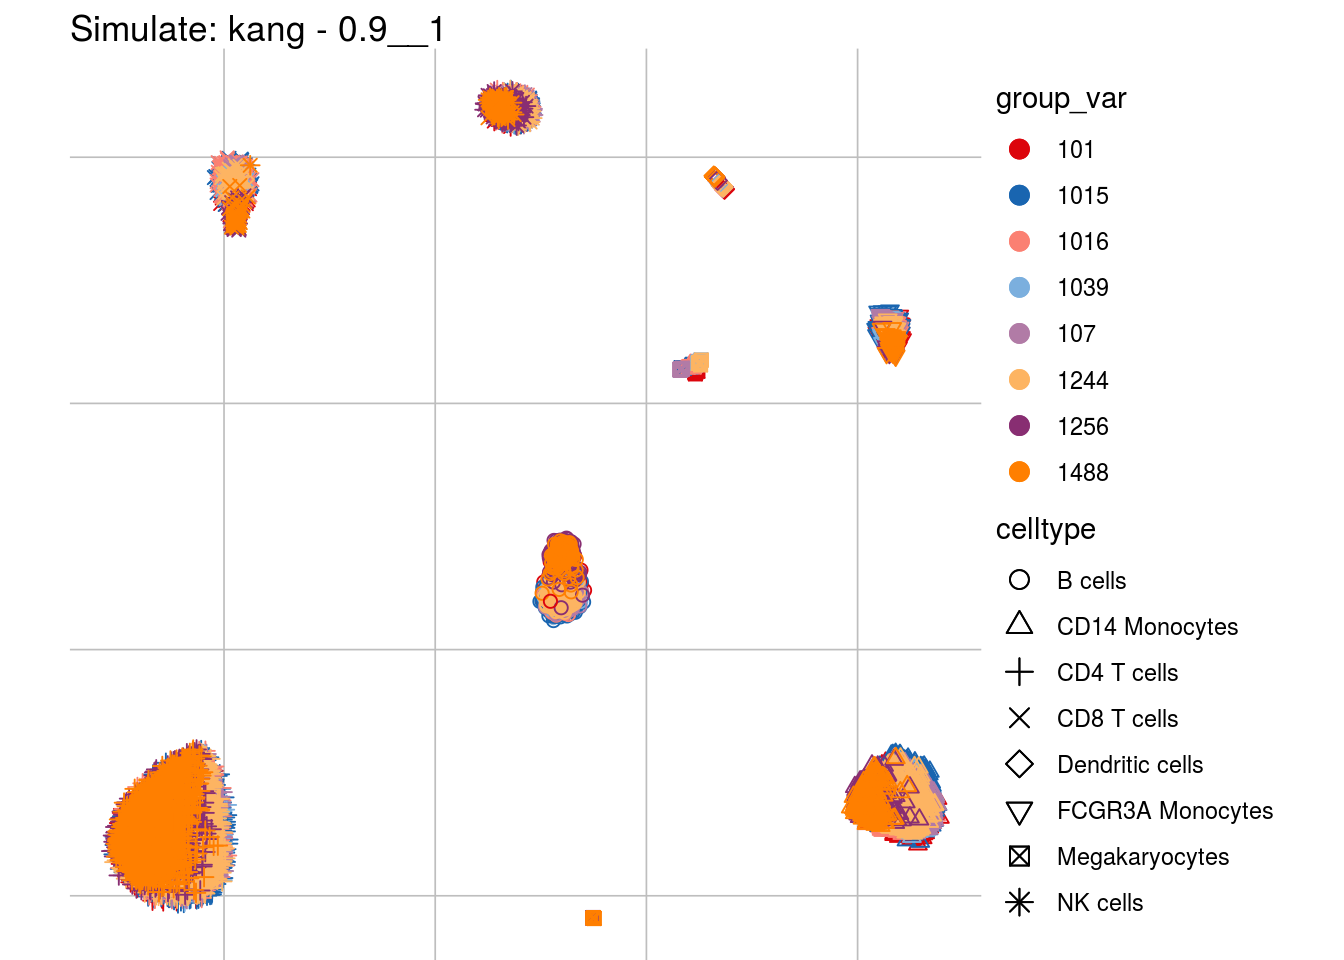 Simulate: kang - 0.9__1
group_var
101
1015
1016
1039
107
1244
1256
1488
celltype
B cells
CD14 Monocytes
CD4 T cells
CD8 T cells
Dendritic cells
FCGR3A Monocytes
Megakaryocytes
NK cells